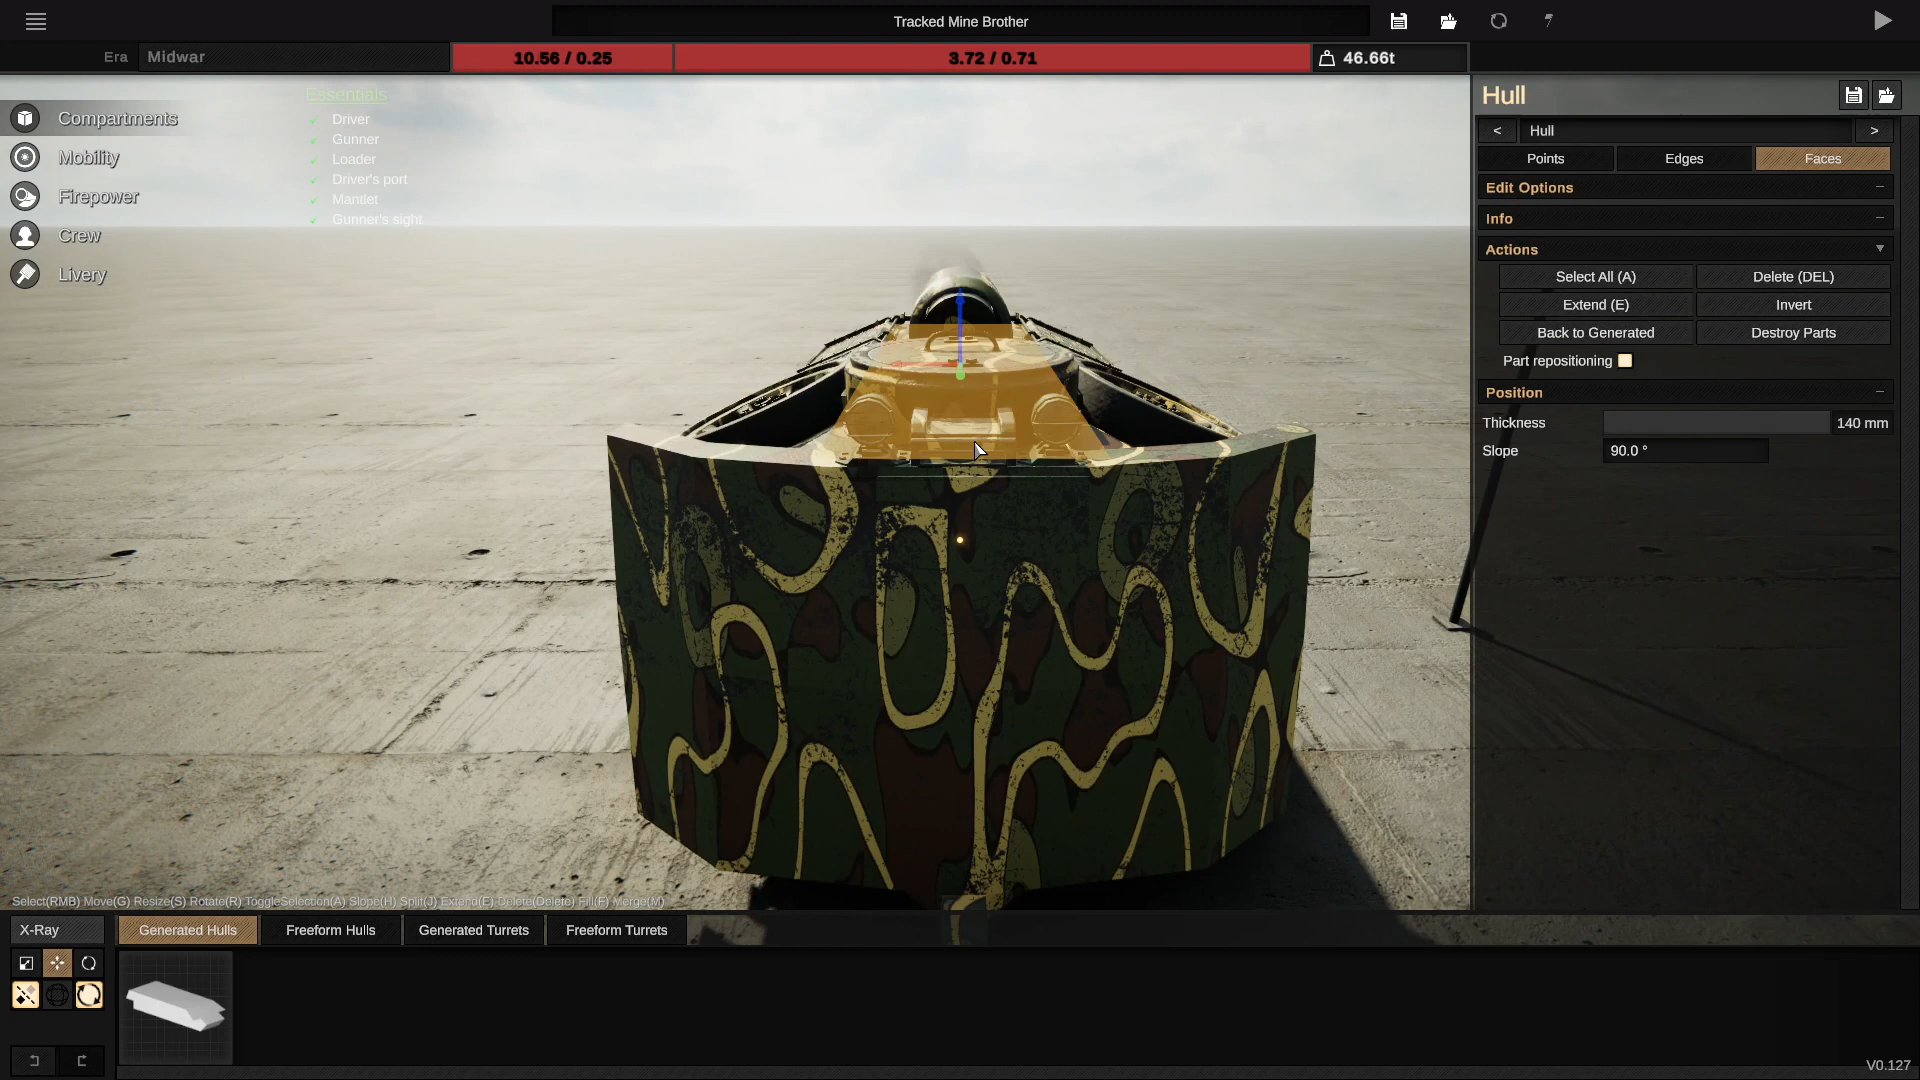 Tracked Mine Brother
Era
Midwar
10.56 / 0.25
3.72 / 0.71
46.66t
Essentials
Driver
Gunner
Loader
Driver's port
Mantlet
Gunner's sight
Compartments
Mobility
Firepower
Crew
Livery
Hull
<
Hull
>
Points
Edges
Faces
Edit Options
Info
Actions
Select All (A)
Delete (DEL)
Extend (E)
Invert
Back to Generated
Destroy Parts
Part repositioning
Position
Thickness
140 mm
Slope
90.0 °
Select(RMB) Move(G) Resize(S) Rotate(R) ToggleSelection(A) Slope(H) Split(J) Extend(E) Delete(Delete) Fill(F) Merge(M)
X-Ray
Generated Hulls
Freeform Hulls
Generated Turrets
Freeform Turrets
V0.127